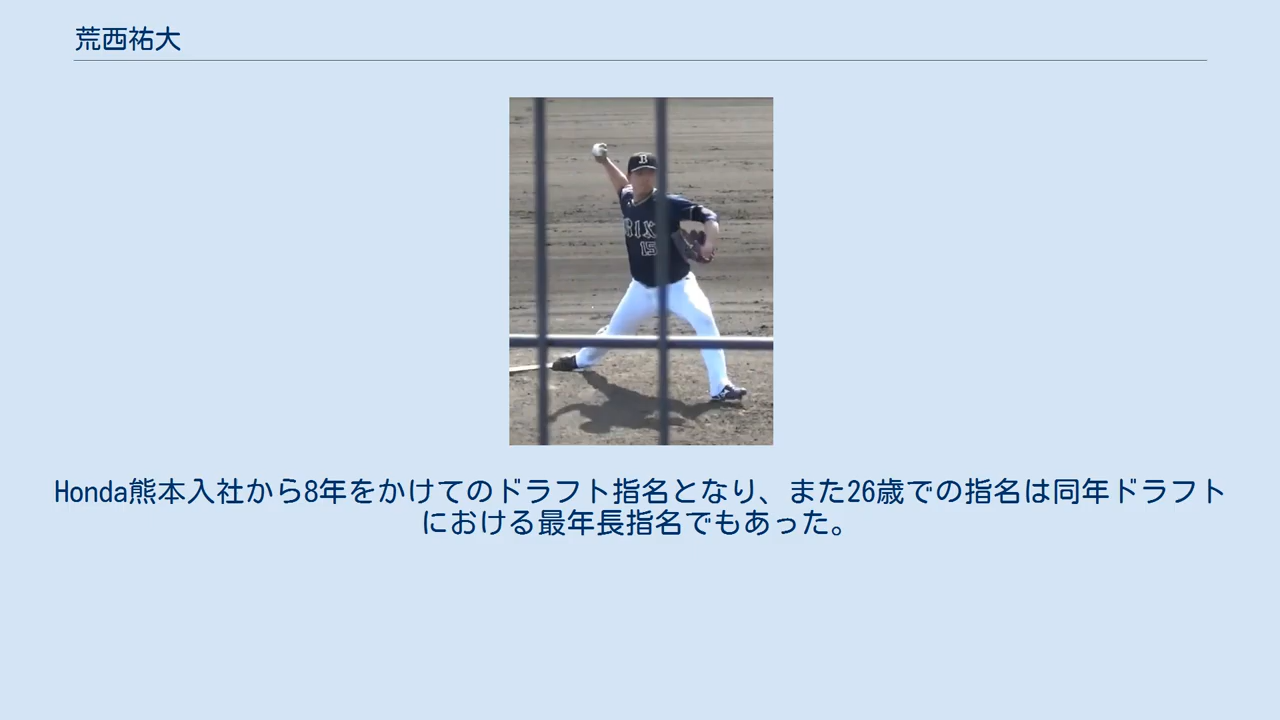 荒西祐大
B
RIX
15
Honda熊本入社から8年をかけてのドラフト指名となり、また26歳での指名は同年ドラフト
における最年長指名でもあった。